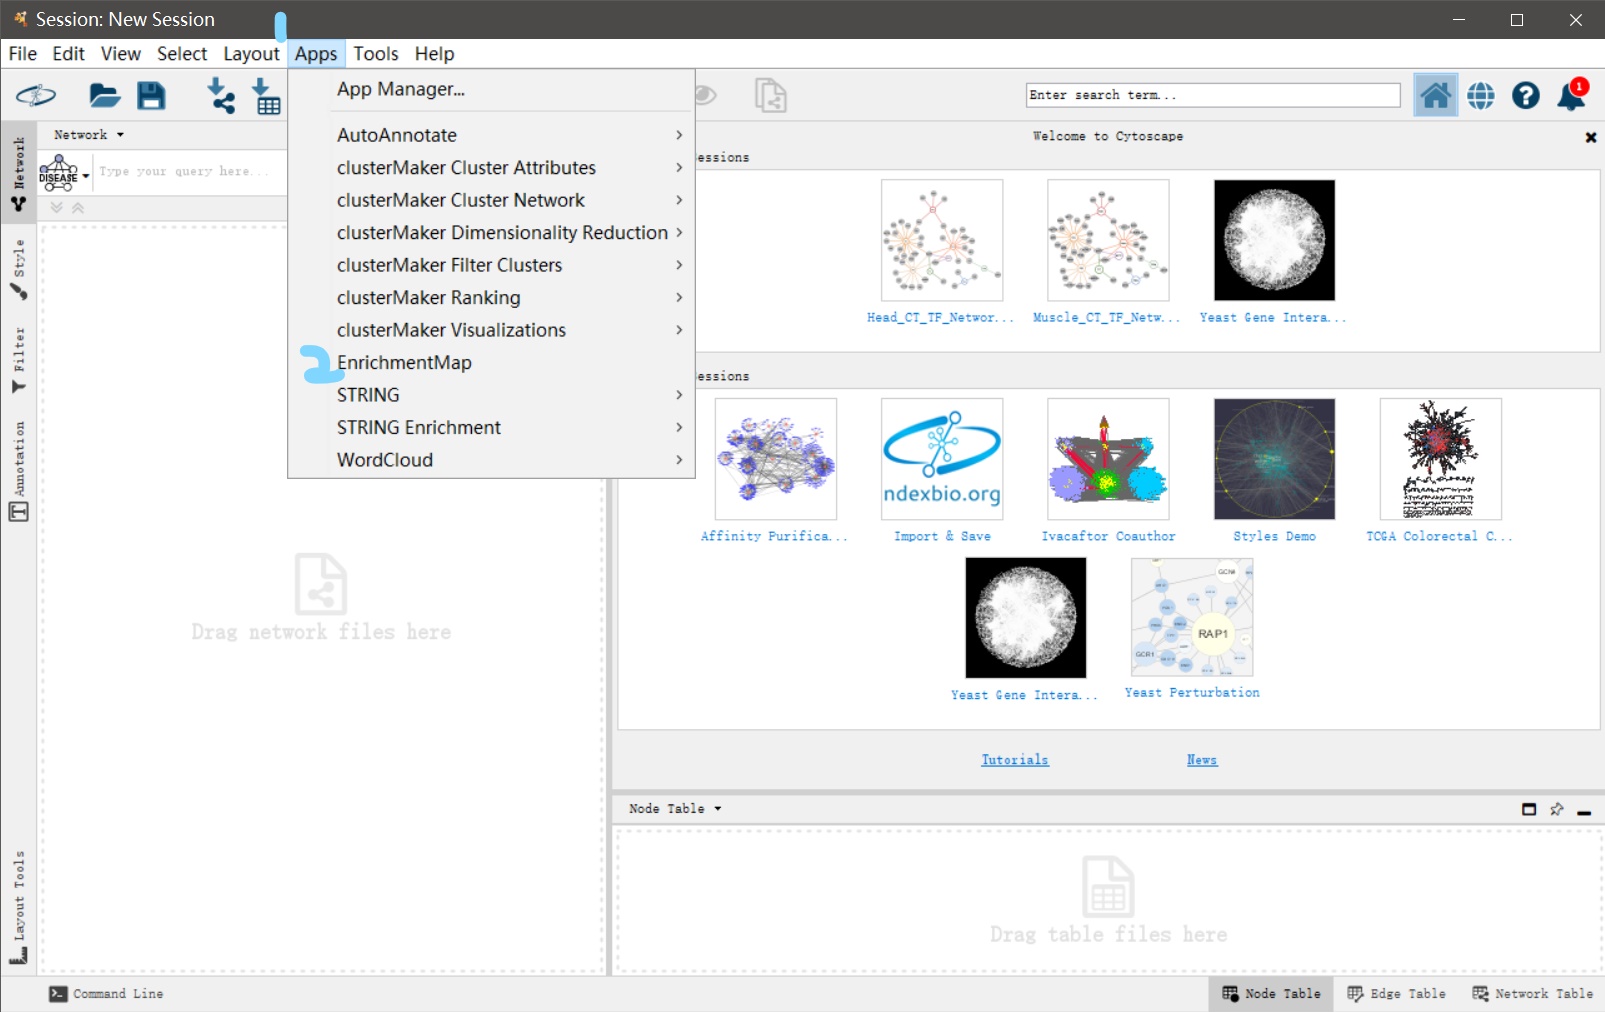 Session: New Session
1
File Edit View Select Layout Apps Tools Help
App Manager...
Enter search term...
1
Network
Welcome to Cytoscape
AutoAnnotate
essions
Network
DISEASE
Type your query here...
clusterMaker Cluster Attributes
clusterMaker Cluster Network
clusterMaker Dimensionality Reduction
Style
clusterMaker Filter Clusters
clusterMaker Ranking
Head_CT_TF_Networ... Muscle_CT_TF_Netw... Yeast Gene Intera...
clusterMaker Visualizations
Filter
2
EnrichmentMap
essions
STRING
STRING Enrichment
WordCloud
Annotation
ndexbio.org
Affinity Purifica... Import & Save Ivacaftor Coauthor Styles Demo TCGA Colorectal C...
Drag network files here
GCN4
RAP1
GCR1
Yeast Gene Intera... Yeast Perturbation
Tutorials News
Node Table
Layout Tools
Drag table files here
Command Line
Node Table Edge Table Network Table